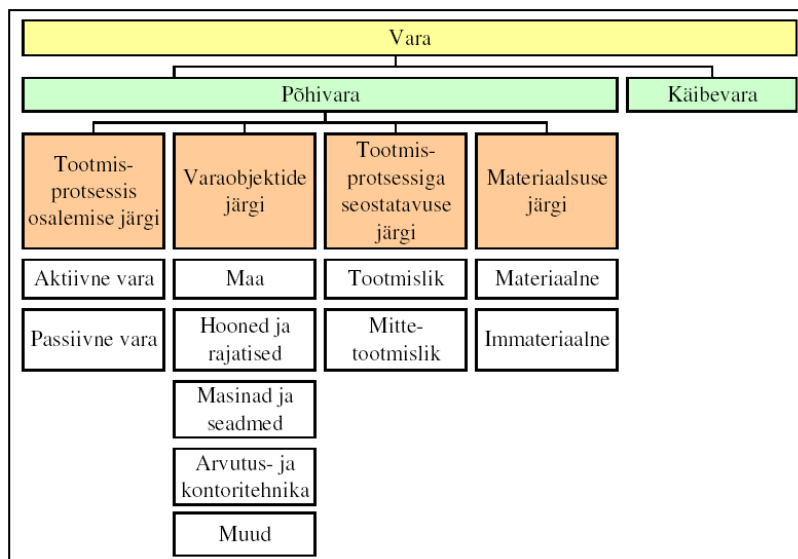 Vara
Põhivara
Käibevara
Tootmis-
protsessis
osalemise järgi
Varaobjektide
järgi
Tootmis-
protsessiga
seostatavuse
järgi
Materiaalsuse
järgi
Aktiivne vara
Maa
Tootmislik
Materiaalne
Passiivne vara
Hooned ja
rajatised
Mitte-
tootmislik
Immateriaalne
Masinad ja
seadmed
Arvutus- ja
kontoritehnika
Muud